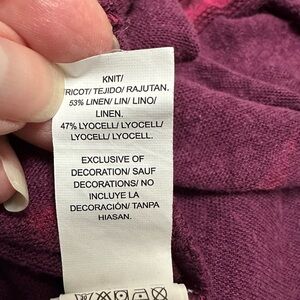 KNIT/
TRICOT/ TEJIDO/ RAJUTAN.
53% LINEN/ LIN/ LINO/
LINEN.
47% LYOCELL/ LYOCELL/
LYOCELL/ LYOCELL.
EXCLUSIVE OF
DECORATION/ SAUF
DECORATIONS/ NO
INCLUYE LA
DECORACIÓN/ TANPA
HIASAN.
30